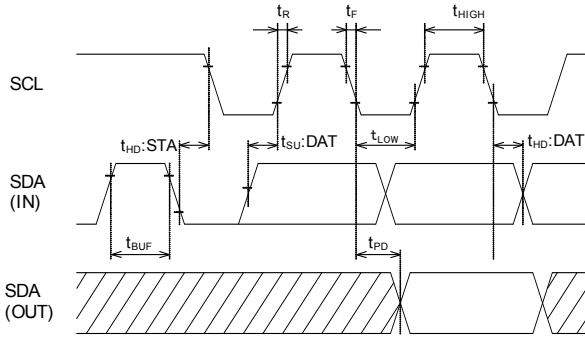 tR
tF
tHIGH
SCL
tHD:STA
tSU:DAT
tLOW
tHD:DAT
SDA
(IN)
tBUF
tPD
SDA
(OUT)